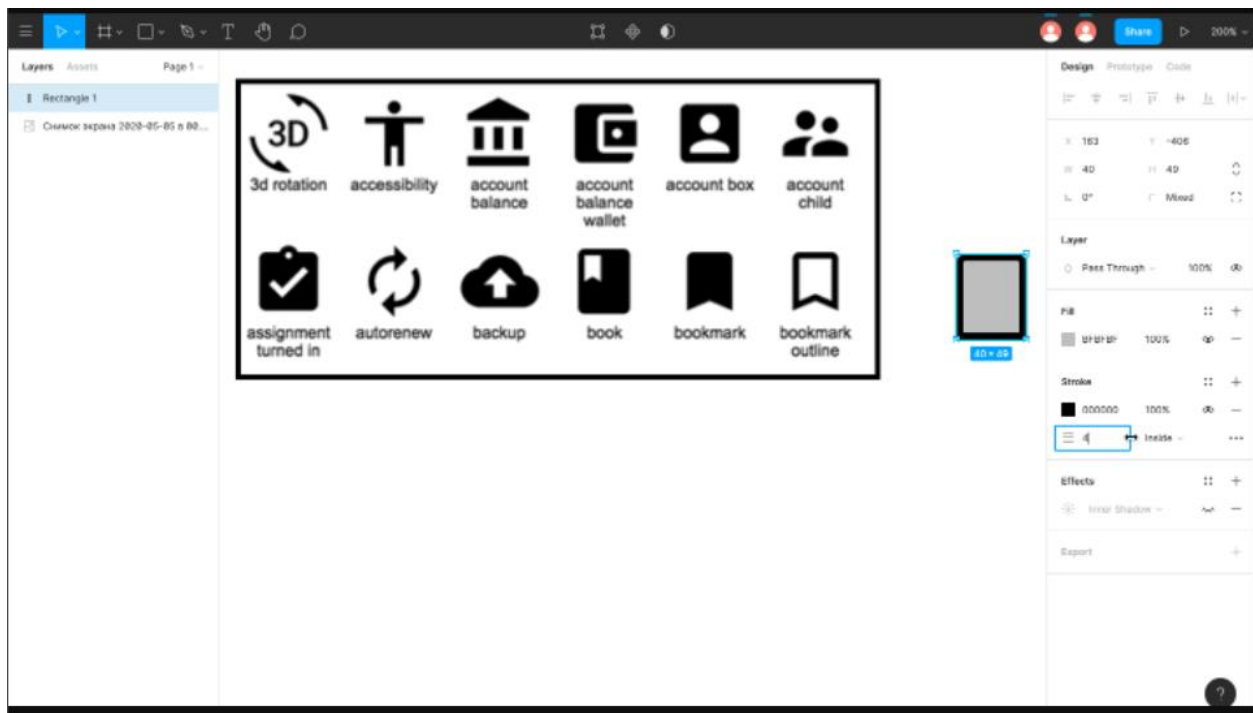 Share
200%
Layers
Assets
Page 1
Rectangle 1
Снимок экрана 2020-05-05 в 00...
3D
3d rotation
accessibility
account
balance
account
balance
wallet
account box
account
child
assignment
turned in
autorenew
backup
book
bookmark
bookmark
outline
40 × 49
Design
Prototype
Code
X 163
Y -406
W 40
H 49
0°
Mixed
Layer
Pass Through
100%
Fill
BFBFBF
100%
Stroke
000000
100%
4
Inside
Effects
Inner Shadow
Export
?